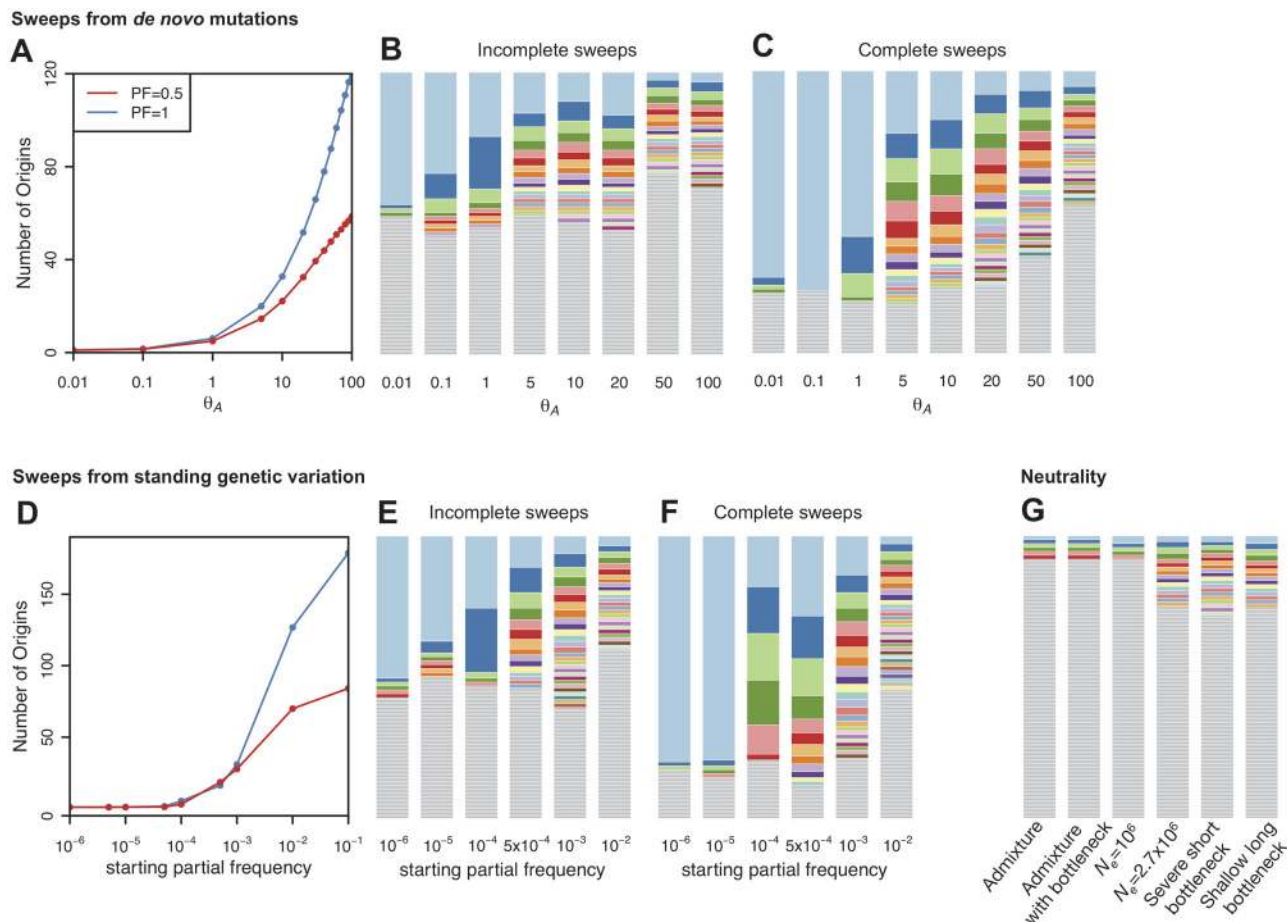 Sweeps from de novo mutations
A
B
C
Incomplete sweeps
Complete sweeps
PF=0.5
PF=1
Number of Origins
120
80
40
0
0.01 0.1 1 10 100
θA
0.01 0.1 1 5 10 20 50 100
θA
0.01 0.1 1 5 10 20 50 100
θA
Sweeps from standing genetic variation
Neutrality
D
E
F
G
Incomplete sweeps
Complete sweeps
Number of Origins
150
100
50
0
10⁻⁶ 10⁻⁵ 10⁻⁴ 10⁻³ 10⁻² 10⁻¹
starting partial frequency
10⁻⁶ 10⁻⁵ 10⁻⁴ 5x10⁻⁴ 10⁻³ 10⁻²
starting partial frequency
10⁻⁶ 10⁻⁵ 10⁻⁴ 5x10⁻⁴ 10⁻³ 10⁻²
starting partial frequency
Admixture
Admixture
with bottleneck
Ne=10⁶
Ne=2.7x10⁶
Severe short
bottleneck
Shallow long
bottleneck